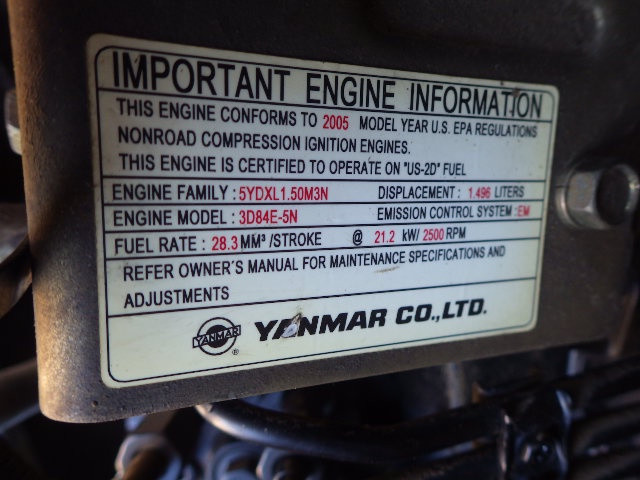 IMPORTANT ENGINE INFORMATION
THIS ENGINE CONFORMS TO 2005 MODEL YEAR U.S. EPA REGULATIONS
NONROAD COMPRESSION IGNITION ENGINES.
THIS ENGINE IS CERTIFIED TO OPERATE ON "US-2D" FUEL
ENGINE FAMILY : 5YDXL1.50M3N DISPLACEMENT : 1.496 LITERS
ENGINE MODEL : 3D84E-5N EMISSION CONTROL SYSTEM : EM
FUEL RATE : 28.3 MM³ /STROKE @ 21.2 kW/ 2500 RPM
REFER OWNER'S MANUAL FOR MAINTENANCE SPECIFICATIONS AND
ADJUSTMENTS
YANMAR ® YANMAR CO.,LTD.